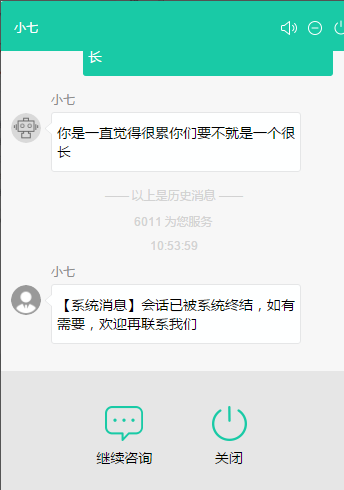 小七
长
小七
你是一直觉得很累你们要不就是一个很
长
以上是历史消息
6011 为您服务
10:53:59
小七
【系统消息】会话已被系统终结，如有
需要，欢迎再联系我们
继续咨询
关闭